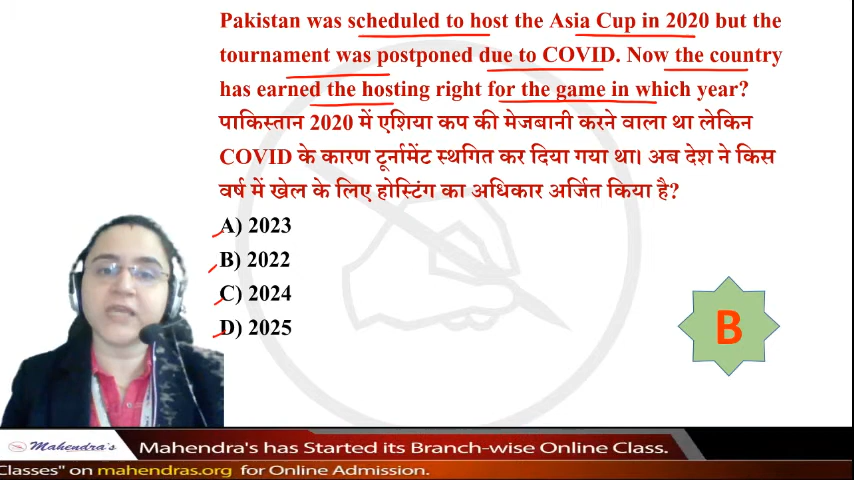 Pakistan was scheduled to host the Asia Cup in 2020 but the
tournament was postponed due to COVID. Now the country
has earned the hosting right for the game in which year?
पाकिस्तान 2020 में एशिया कप की मेजबानी करने वाला था लेकिन
COVID के कारण टूर्नामेंट स्थगित कर दिया गया था। अब देश ने किस
वर्ष में खेल के लिए होस्टिंग का अधिकार अर्जित किया है?
A) 2023
B) 2022
C) 2024
D) 2025
B
Mahendra's
Mahendra's has Started its Branch-wise Online Class.
Classes" on mahendras.org for Online Admission.